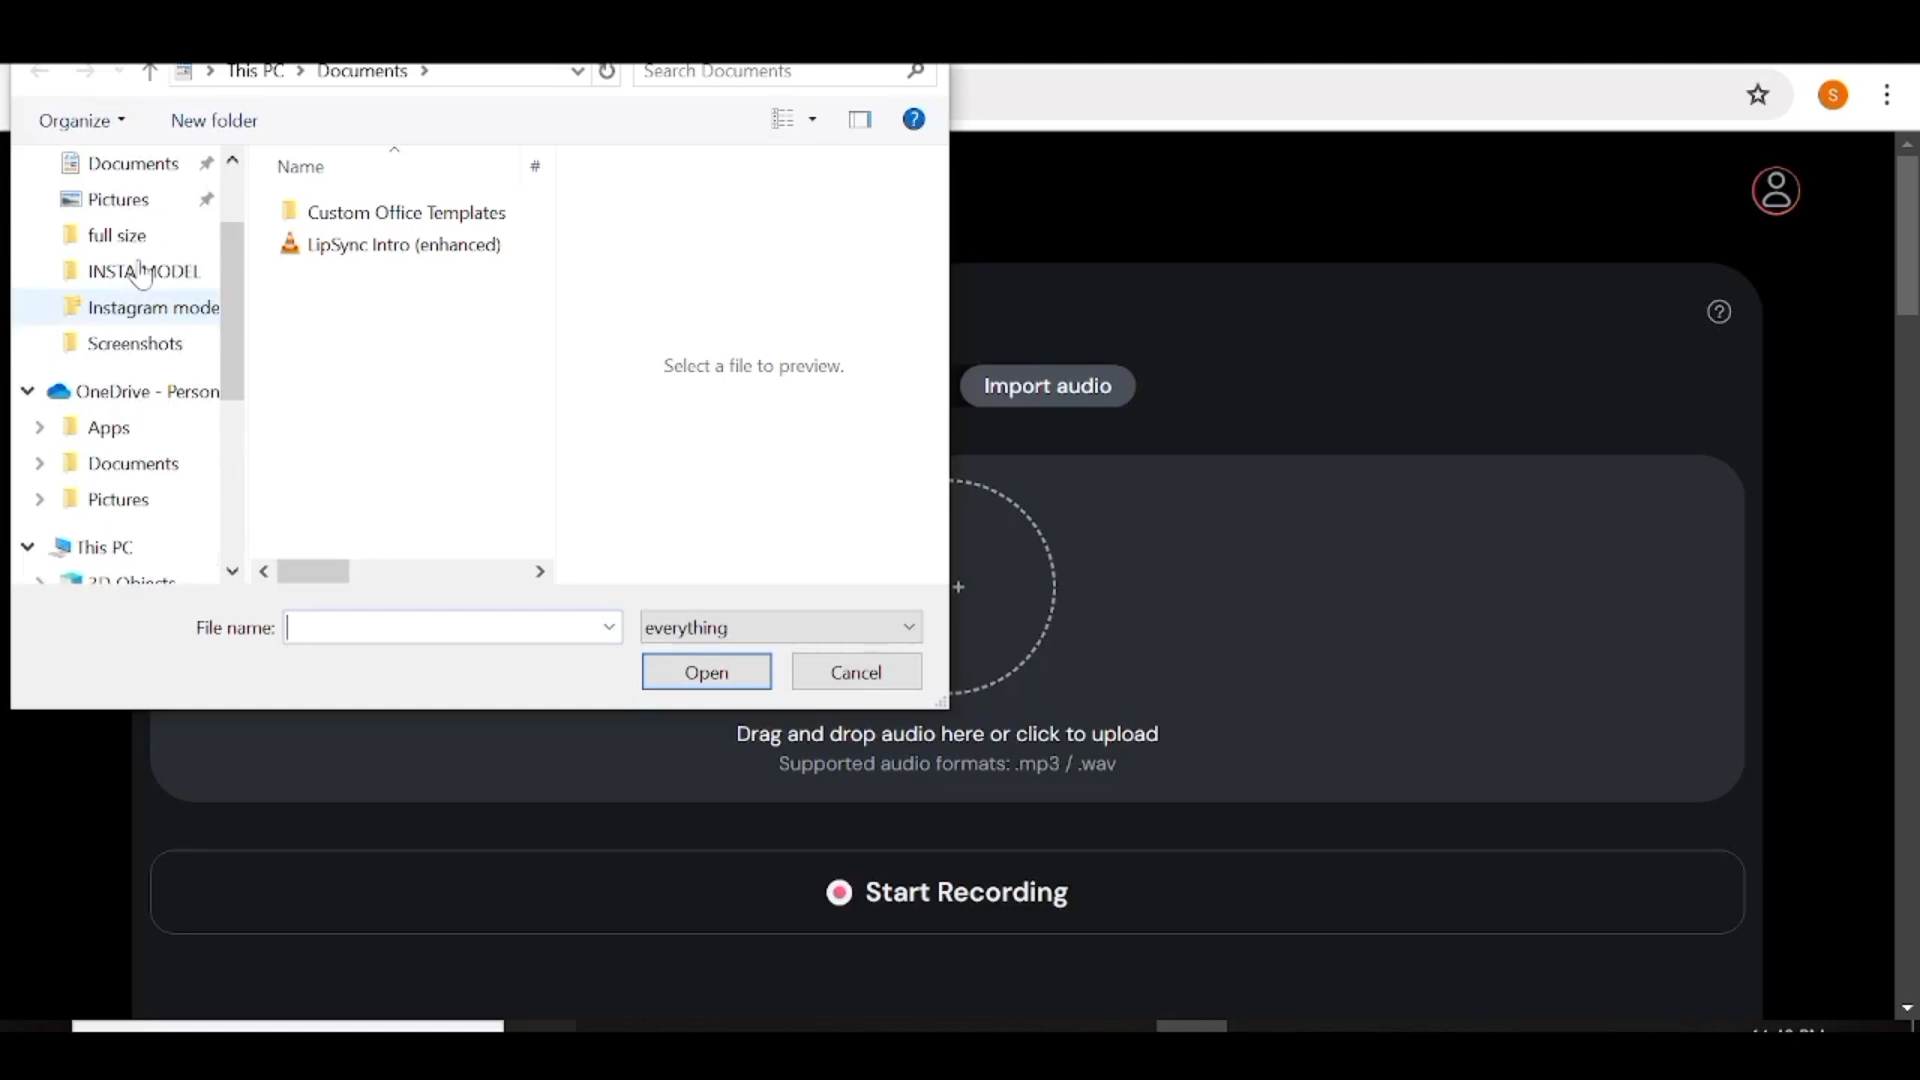 This PC > Documents >
Search Documents
S
Organize
New folder
?
Documents
Pictures
full size
INSTA MODEL
Instagram mode
Screenshots
OneDrive - Person
Apps
Documents
Pictures
This PC
3D Objects
Name
#
Custom Office Templates
LipSync Intro (enhanced)
Select a file to preview.
File name:
everything
Open
Cancel
?
Import audio
+
Drag and drop audio here or click to upload
Supported audio formats: .mp3 / .wav
Start Recording